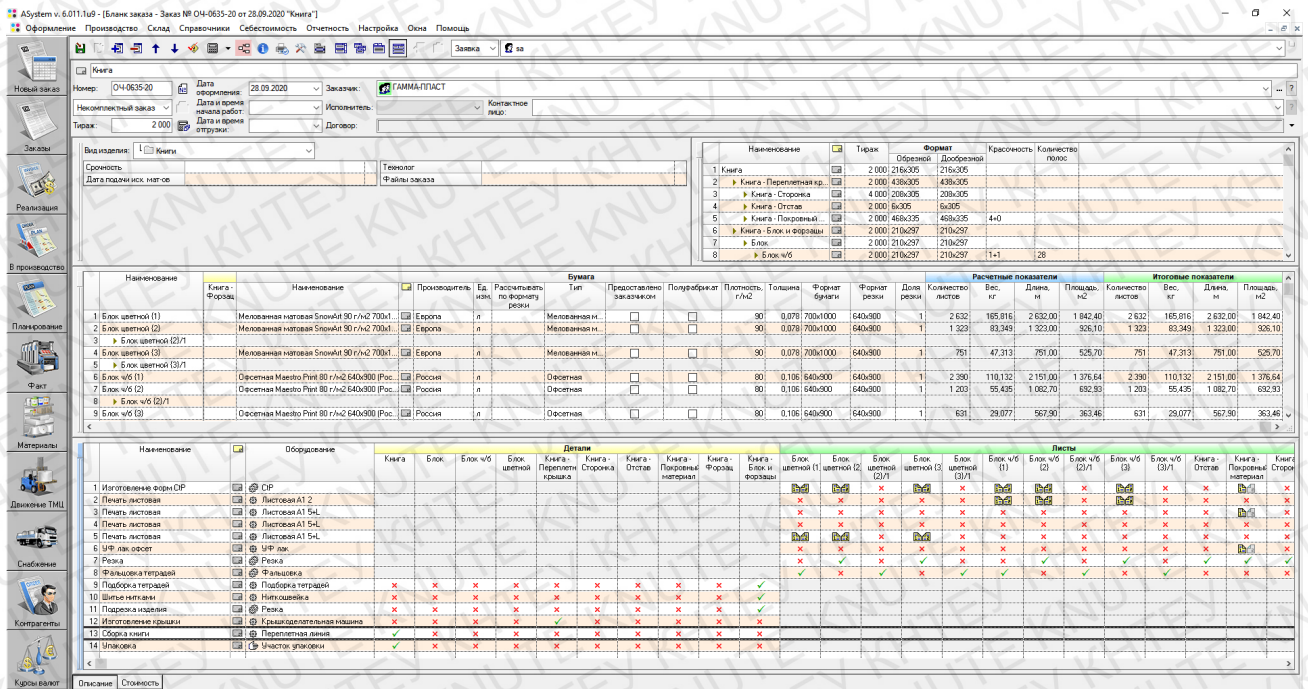 ASystem v. 6.011.1u9 - [Бланк заказа - Заказ № ОЧ-0635-20 от 28.09.2020 "Книга"]
Оформление Производство Склад Справочники Себестоимость Отчетность Настройка Окна Помощь
Заявка sa
Новый заказ
Заказы
Реализация
В производство
Планирование
Факт
Материалы
Движение ТМЦ
Снабжение
Контрагенты
Курсы валют
Книга
Номер: ОЧ-0635-20 Дата оформления: 28.09.2020 Заказчик: ГАММА-ППАСТ ... ?
Некомплектный заказ Дата и время начала работ: Исполнитель: Контактное лицо: ?
Тираж: 2 000 Дата и время отгрузки: Договор:
Вид изделия: Книги
Срочность Технолог
Дата подачи исх. мат-ов Файлы заказа
Наименование Тираж Формат Красочность Количество полос
Обрезной Дообрезной
1 Книга 2 000 216x305 216x305
2 Книга - Переплетная кр... 2 000 438x305 438x305
3 Книга - Сторонка 4 000 208x305 208x305
4 Книга - Отстав 2 000 6x305 6x305
5 Книга - Покровный ... 2 000 468x335 468x335 4+0
6 Книга - Блок и форзацы 2 000 210x297 210x297
7 Блок 2 000 210x297 210x297
8 Блок ч/б 2 000 210x297 210x297 1+1 28
Бумага Расчетные показатели Итоговые показатели
Наименование Книга - Форзац Наименование Производитель Ед. изм. Рассчитывать по формату резки Тип Предоставлено заказчиком Полуфабрикат Плотность, г/м2 Толщина Формат бумаги Формат резки Доля резки Количество листов Вес, кг Длина, м Площадь, м2 Количество листов Вес, кг Длина, м Площадь, м2
1 Блок цветной (1) Мелованная матовая SnowArt 90 г/м2 700x1... Европа л Мелованная м... 90 0,078 700x1000 640x900 1 2 632 165,816 2 632,00 1 842,40 2 632 165,816 2 632,00 1 842,40
2 Блок цветной (2) Мелованная матовая SnowArt 90 г/м2 700x1... Европа л Мелованная м... 90 0,078 700x1000 640x900 1 1 323 83,349 1 323,00 926,10 1 323 83,349 1 323,00 926,10
3 Блок цветной (2)/1
4 Блок цветной (3) Мелованная матовая SnowArt 90 г/м2 700x1... Европа л Мелованная м... 90 0,078 700x1000 640x900 1 751 47,313 751,00 525,70 751 47,313 751,00 525,70
5 Блок цветной (3)/1
6 Блок ч/б (1) Офсетная Maestro Print 80 г/м2 640x900 (Рос... Россия л Офсетная 80 0,106 640x900 640x900 1 2 390 110,132 2 151,00 1 376,64 2 390 110,132 2 151,00 1 376,64
7 Блок ч/б (2) Офсетная Maestro Print 80 г/м2 640x900 (Рос... Россия л Офсетная 80 0,106 640x900 640x900 1 1 203 55,435 1 082,70 692,93 1 203 55,435 1 082,70 692,93
8 Блок ч/б (2)/1
9 Блок ч/б (3) Офсетная Maestro Print 80 г/м2 640x900 (Рос... Россия л Офсетная 80 0,106 640x900 640x900 1 631 29,077 567,90 363,46 631 29,077 567,90 363,46
Детали Листы
Наименование Оборудование Книга Блок Блок ч/б Блок цветной Книга - Переплетн крышка Книга - Сторонка Книга - Отстав Книга - Покровный материал Книга - Форзац Книга - Блок и форзацы Блок цветной (1 Блок цветной (2, Блок цветной (2)/1 Блок цветной (3 Блок цветной (3)/1 Блок ч/б (1) Блок ч/б (2) Блок ч/б (2)/1 Блок ч/б (3) Блок ч/б (3)/1 Книга - Отстав Книга - Покровный материал Книга Сторон
1 Изготовление форм CtP CtP
2 Печать листовая Листовая А1 2
3 Печать листовая Листовая А1 5+L
4 Печать листовая Листовая А1 5+L
5 Печать листовая Листовая А1 5+L
6 УФ лак офсет УФ лак
7 Резка Резка
8 Фальцовка тетрадей Фальцовка
9 Подборка тетрадей Подборка тетрадей
10 Шитье нитками Ниткошвейка
11 Подрезка изделия Резка
12 Изготовление крышки Крышкоделательная машина
13 Сборка книги Переплетная линия
14 Упаковка Участок упаковки
Описание Стоимость